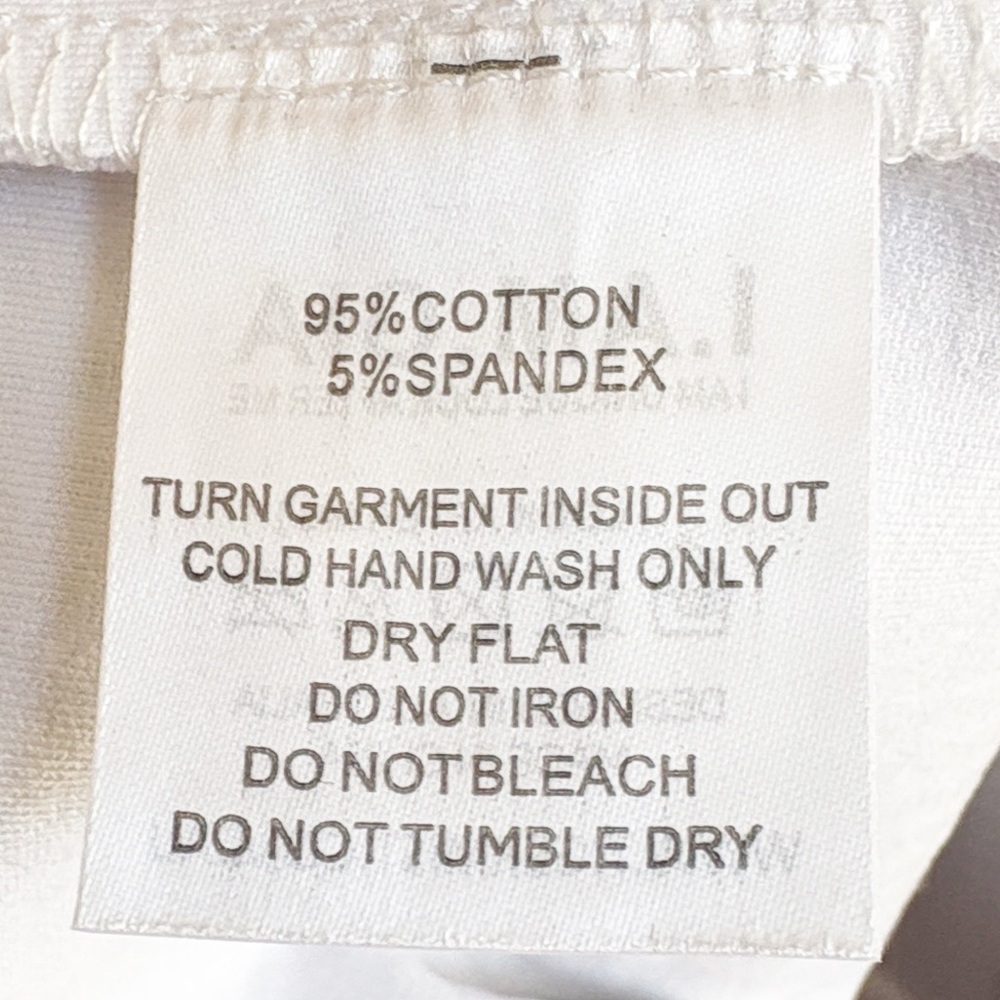 95%COTTON
5%SPANDEX
TURN GARMENT INSIDE OUT
COLD HAND WASH ONLY
DRY FLAT
DO NOT IRON
DO NOT BLEACH
DO NOT TUMBLE DRY